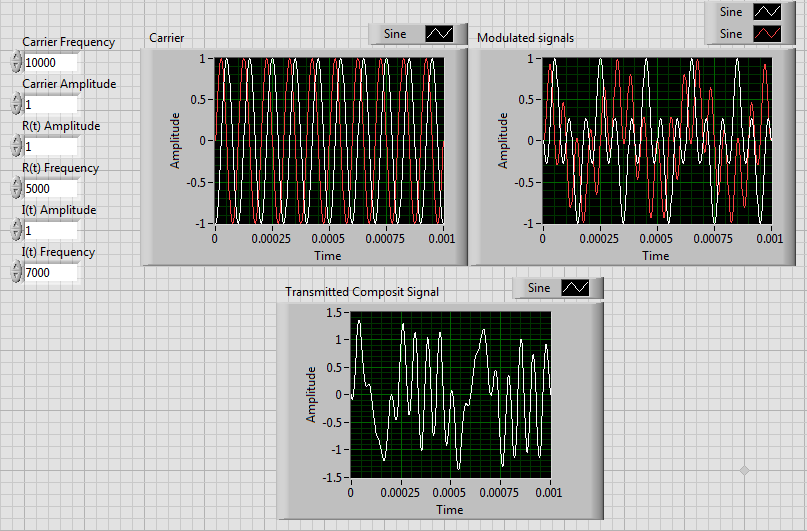 Carrier Frequency
10000
Carrier Amplitude
1
R(t) Amplitude
1
R(t) Frequency
5000
I(t) Amplitude
1
I(t) Frequency
7000
Carrier
Sine
Amplitude
1
0.5
0
-0.5
-1
0 0.00025 0.0005 0.00075 0.001
Time
Modulated signals
Sine
Sine
Amplitude
1
0.5
0
-0.5
-1
0 0.00025 0.0005 0.00075 0.001
Time
Transmitted Composit Signal
Sine
Amplitude
1.5
1
0.5
0
-0.5
-1
-1.5
0 0.00025 0.0005 0.00075 0.001
Time